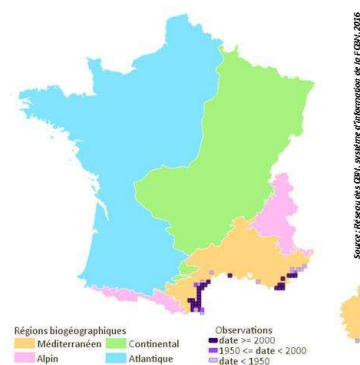 Source : Réseau des CBN, système d'information de la FCBN, 2016
Régions biogéographiques
Méditerranéen
Continental
Alpin
Atlantique
Observations
date >= 2000
1950 <= date < 2000
date < 1950